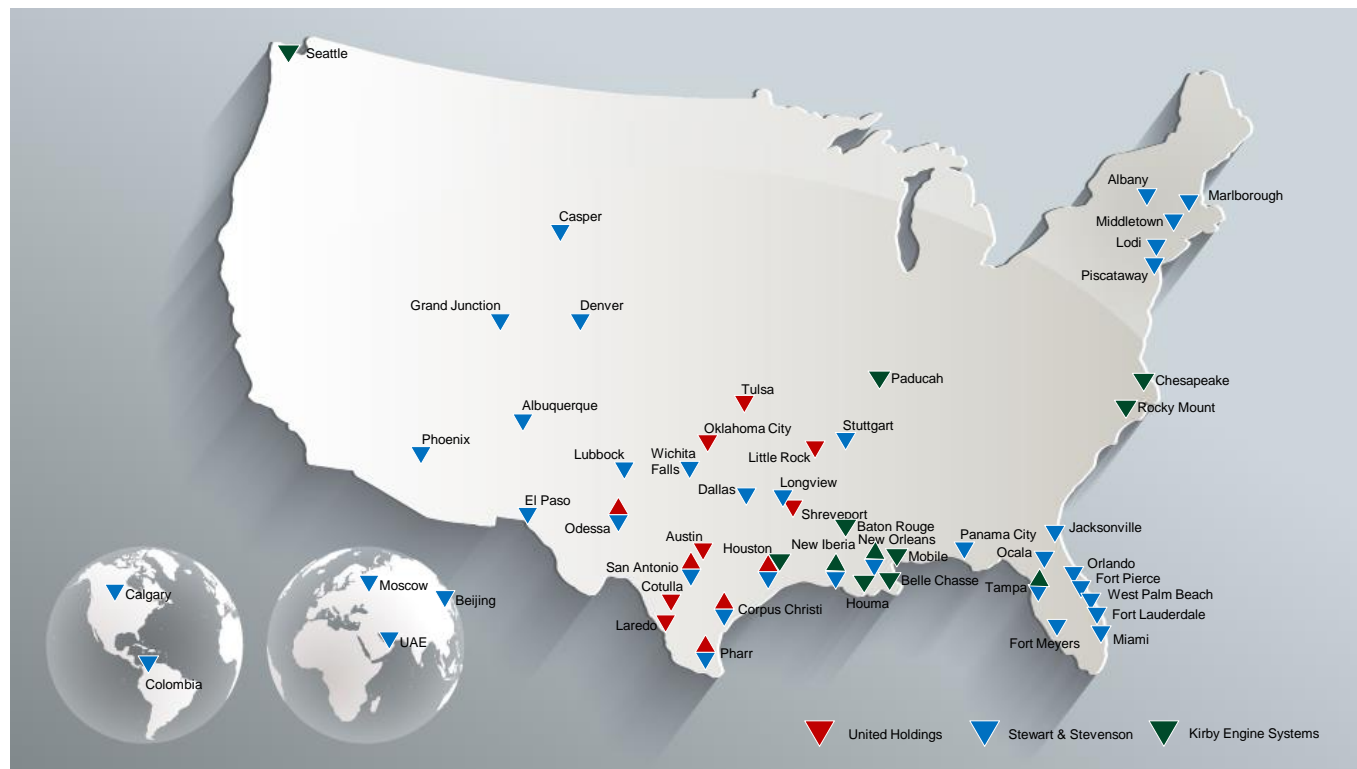 Seattle
Albany
Marlborough
Middletown
Lodi
Piscataway
Casper
Grand Junction
Denver
Paducah
Chesapeake
Rocky Mount
Tulsa
Albuquerque
Oklahoma City
Stuttgart
Phoenix
Little Rock
Lubbock
Wichita
Falls
Dallas
Longview
El Paso
Shreveport
Odessa
Baton Rouge
Austin
Houston
New Iberia
New Orleans
Mobile
Panama City
Jacksonville
Ocala
San Antonio
Orlando
Cotulla
Belle Chasse
Fort Pierce
Tampa
West Palm Beach
Houma
Corpus Christi
Fort Lauderdale
Laredo
Fort Meyers
Miami
Pharr
Calgary
Colombia
Moscow
Beijing
UAE
United Holdings
Stewart & Stevenson
Kirby Engine Systems